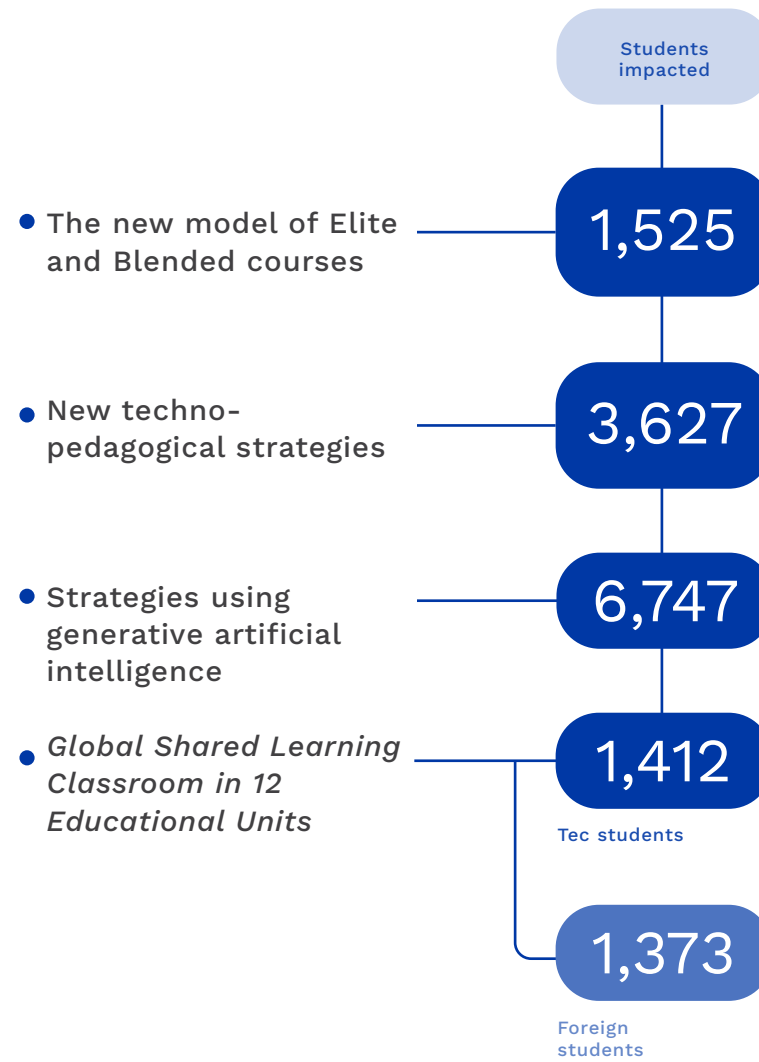 Students
impacted
The new model of Elite
and Blended courses
1,525
New techno-
pedagogical strategies
3,627
Strategies using
generative artificial
intelligence
6,747
Global Shared Learning
Classroom in 12
Educational Units
1,412
Tec students
1,373
Foreign
students